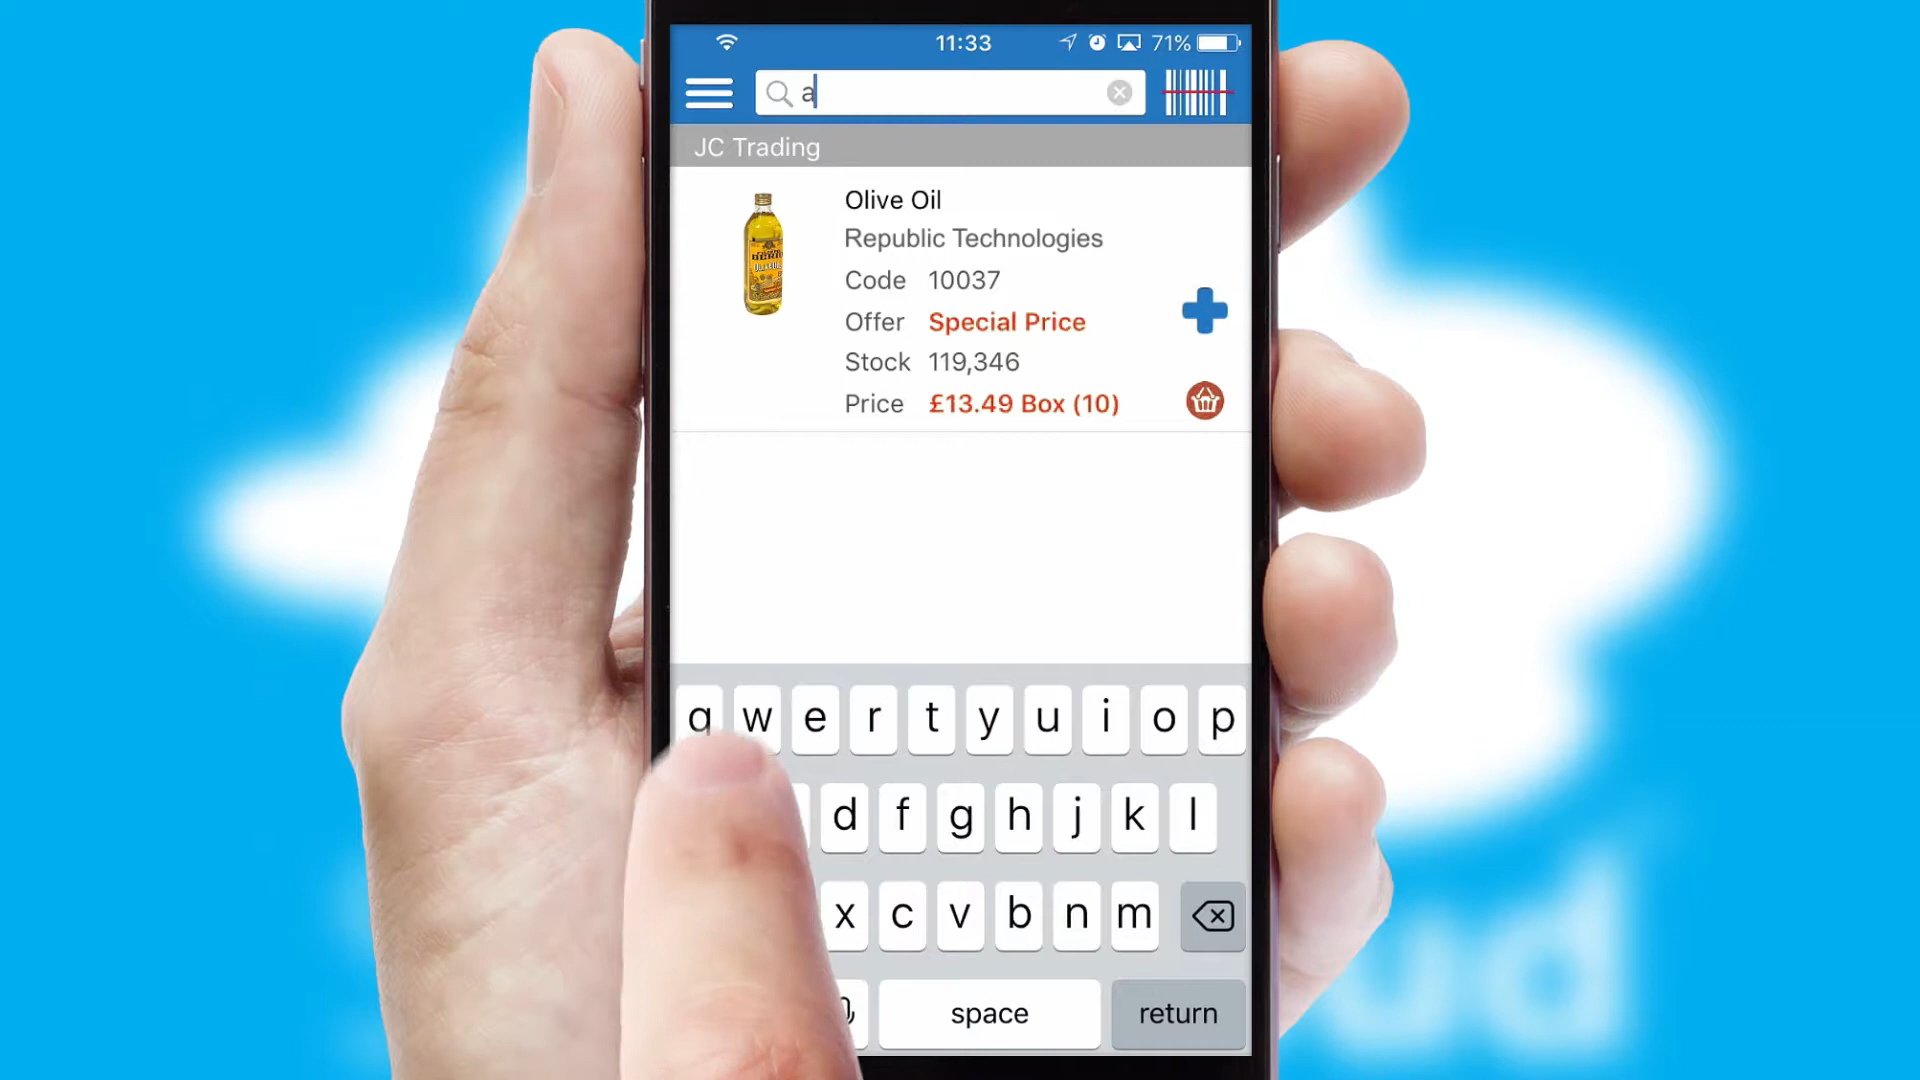 11:33 71%
a
JC Trading
Olive Oil
Republic Technologies
Code 10037
Offer Special Price
Stock 119,346
Price £13.49 Box (10)
q w e r t y u i o p
d f g h j k l
x c v b n m
space return
ud